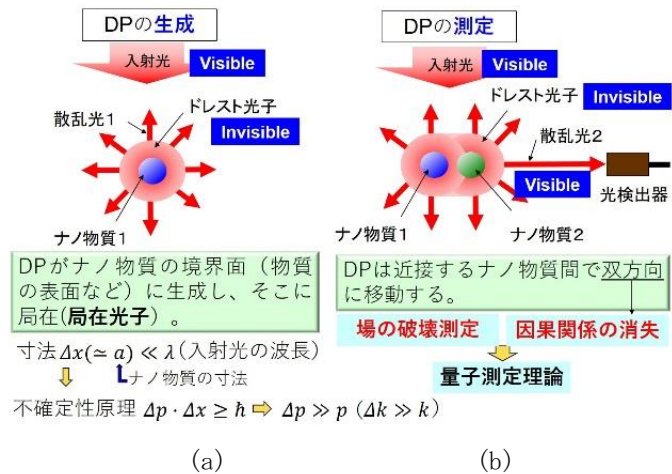 DPの生成
入射光
Visible
散乱光1
ドレスト光子
Invisible
ナノ物質1
DPがナノ物質の境界面（物質
の表面など）に生成し、そこに
局在(局在光子) 。
寸法 Δx(≃ a) ≪ λ(入射光の波長)
ナノ物質の寸法
不確定性原理 Δp · Δx ≥ ħ ⇨ Δp ≫ p (Δk ≫ k)
(a)
DPの測定
入射光
Visible
ドレスト光子
Invisible
散乱光2
Visible
光検出器
ナノ物質1
ナノ物質2
DPは近接するナノ物質間で双方向
に移動する。
場の破壊測定
因果関係の消失
量子測定理論
(b)